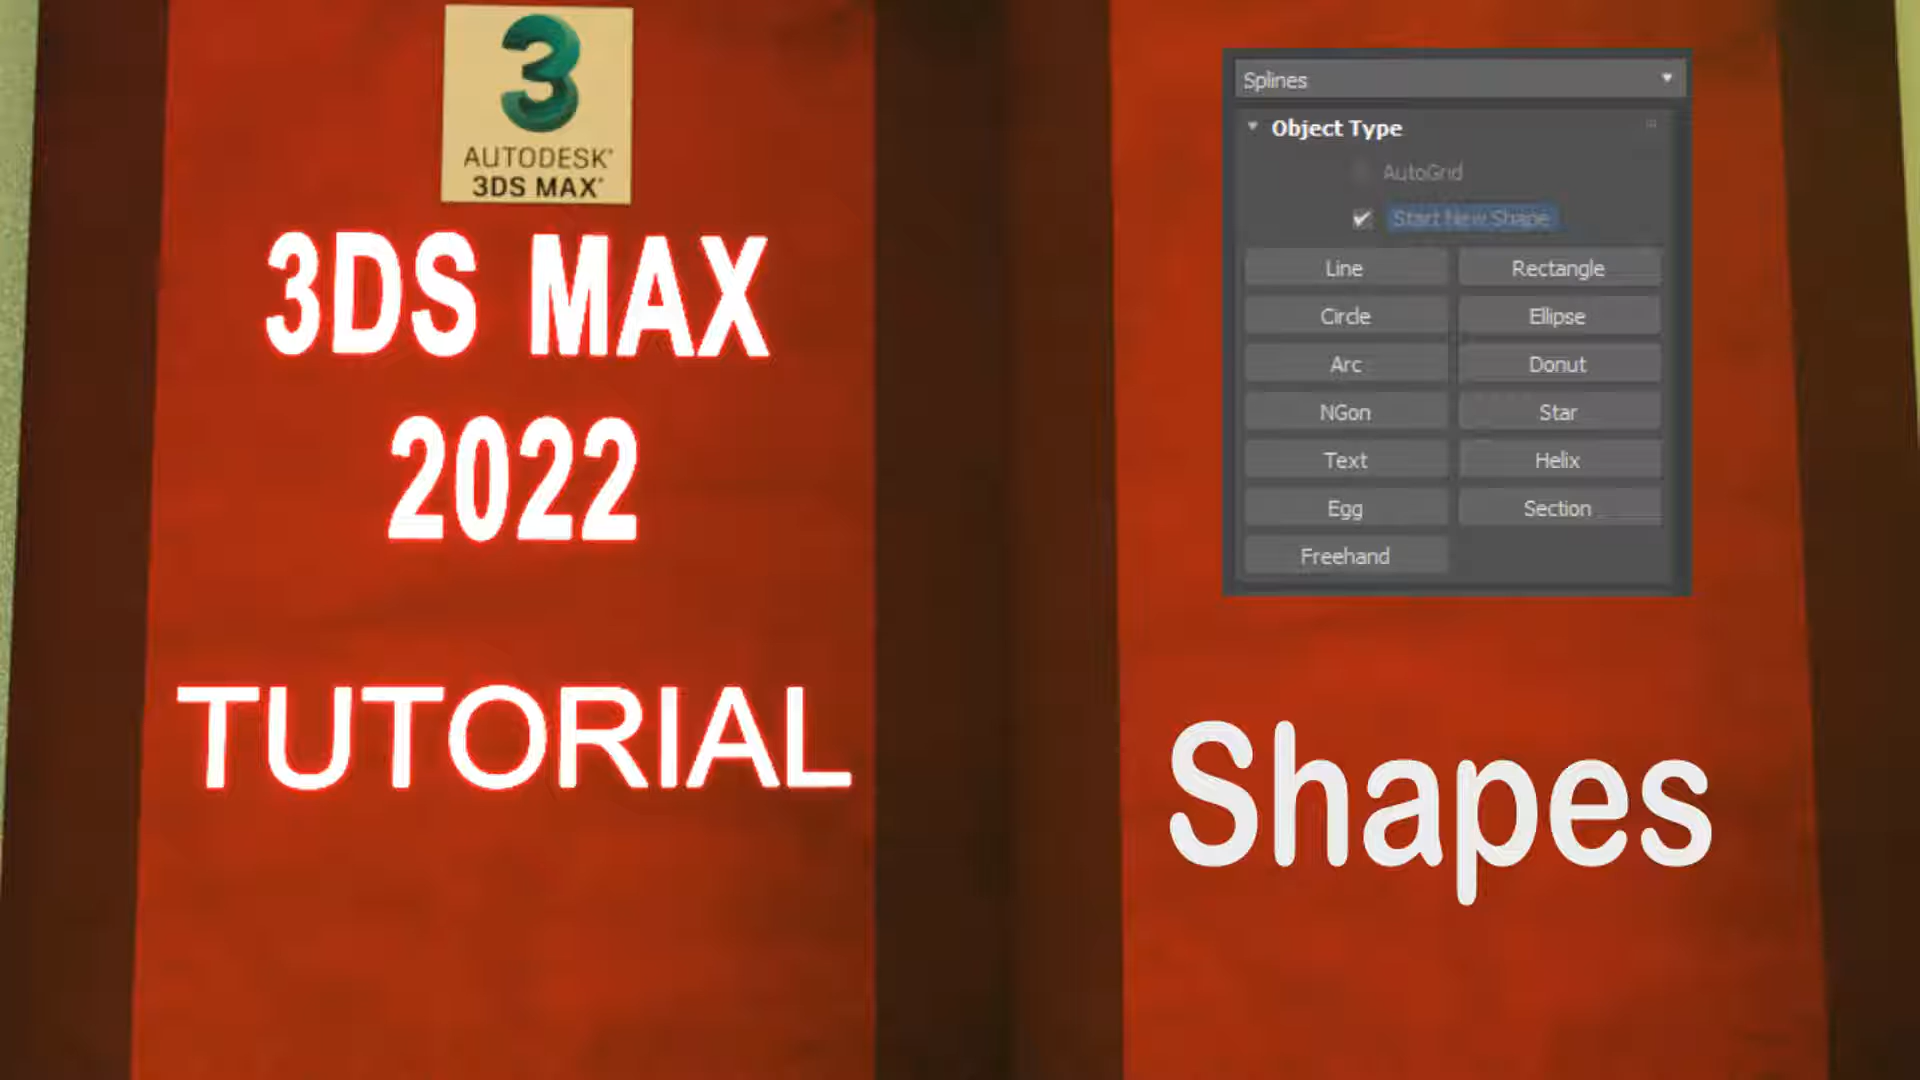 3
AUTODESK®
3DS MAX®
3DS MAX
2022
TUTORIAL
Splines
Object Type
AutoGrid
Start New Shape
Line
Rectangle
Circle
Ellipse
Arc
Donut
NGon
Star
Text
Helix
Egg
Section
Freehand
Shapes